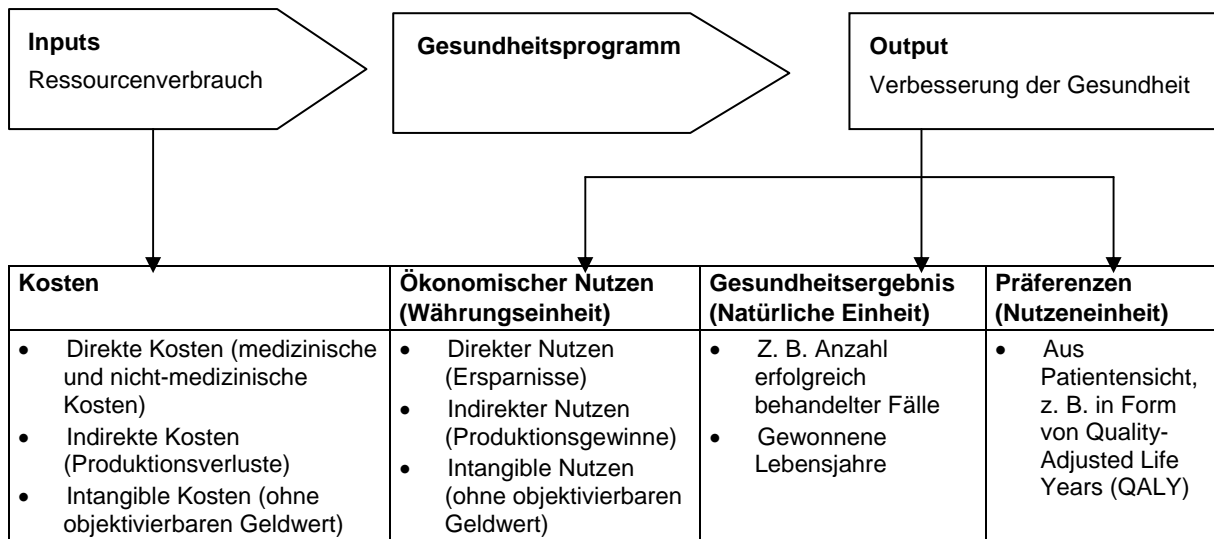 Inputs
Ressourcenverbrauch
Gesundheitsprogramm
Output
Verbesserung der Gesundheit
Kosten
• Direkte Kosten (medizinische
und nicht-medizinische
Kosten)
• Indirekte Kosten
(Produktionsverluste)
• Intangible Kosten (ohne
objektivierbaren Geldwert)
Ökonomischer Nutzen
(Währungseinheit)
• Direkter Nutzen
(Ersparnisse)
• Indirekter Nutzen
(Produktionsgewinne)
• Intangible Nutzen
(ohne objektivierbaren
Geldwert)
Gesundheitsergebnis
(Natürliche Einheit)
• Z. B. Anzahl
erfolgreich
behandelter Fälle
• Gewonnene
Lebensjahre
Präferenzen
(Nutzeneinheit)
• Aus
Patientensicht,
z. B. in Form
von Quality-
Adjusted Life
Years (QALY)